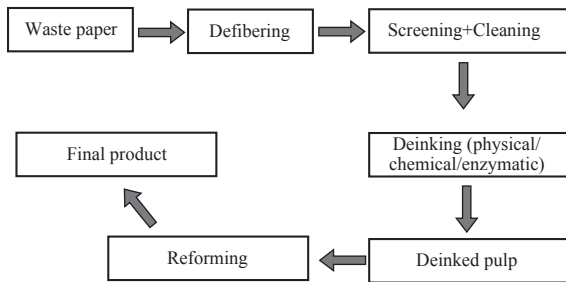 Waste paper
Defibering
Screening+Cleaning
Deinking (physical/
chemical/enzymatic)
Deinked pulp
Reforming
Final product